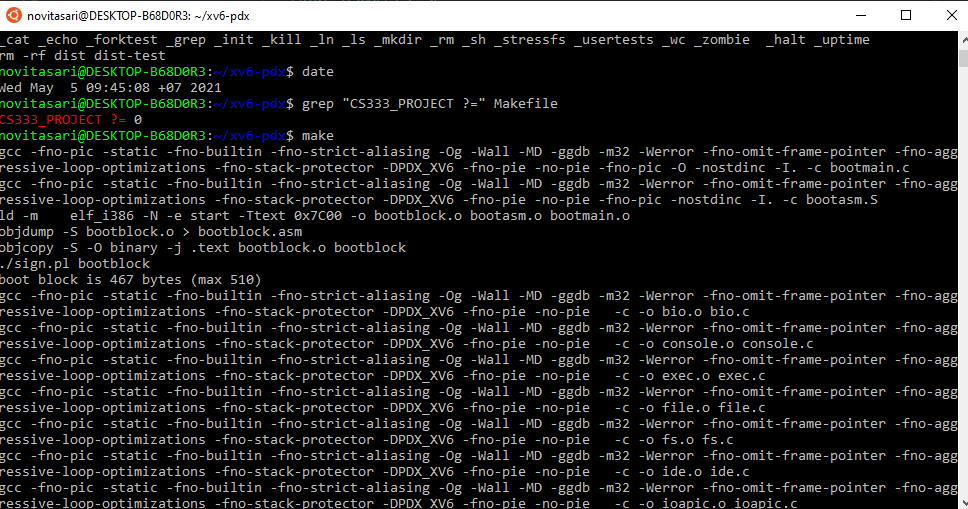 novitasari@DESKTOP-B68D0R3: ~/xv6-pdx
_cat _echo _forktest _grep _init _kill _ln _ls _mkdir _rm _sh _stressfs _usertests _wc _zombie  _halt _uptime
rm -rf dist dist-test
novitasari@DESKTOP-B68D0R3:~/xv6-pdx$ date
Wed May  5 09:45:08 +07 2021
novitasari@DESKTOP-B68D0R3:~/xv6-pdx$ grep "CS333_PROJECT ?=" Makefile
CS333_PROJECT ?= 0
novitasari@DESKTOP-B68D0R3:~/xv6-pdx$ make
gcc -fno-pic -static -fno-builtin -fno-strict-aliasing -Og -Wall -MD -ggdb -m32 -Werror -fno-omit-frame-pointer -fno-agg
ressive-loop-optimizations -fno-stack-protector -DPDX_XV6 -fno-pie -no-pie -fno-pic -O -nostdinc -I. -c bootmain.c
gcc -fno-pic -static -fno-builtin -fno-strict-aliasing -Og -Wall -MD -ggdb -m32 -Werror -fno-omit-frame-pointer -fno-agg
ressive-loop-optimizations -fno-stack-protector -DPDX_XV6 -fno-pie -no-pie -fno-pic -nostdinc -I. -c bootasm.S
ld -m    elf_i386 -N -e start -Ttext 0x7C00 -o bootblock.o bootasm.o bootmain.o
objdump -S bootblock.o > bootblock.asm
objcopy -S -O binary -j .text bootblock.o bootblock
./sign.pl bootblock
boot block is 467 bytes (max 510)
gcc -fno-pic -static -fno-builtin -fno-strict-aliasing -Og -Wall -MD -ggdb -m32 -Werror -fno-omit-frame-pointer -fno-agg
ressive-loop-optimizations -fno-stack-protector -DPDX_XV6 -fno-pie -no-pie   -c -o bio.o bio.c
gcc -fno-pic -static -fno-builtin -fno-strict-aliasing -Og -Wall -MD -ggdb -m32 -Werror -fno-omit-frame-pointer -fno-agg
ressive-loop-optimizations -fno-stack-protector -DPDX_XV6 -fno-pie -no-pie   -c -o console.o console.c
gcc -fno-pic -static -fno-builtin -fno-strict-aliasing -Og -Wall -MD -ggdb -m32 -Werror -fno-omit-frame-pointer -fno-agg
ressive-loop-optimizations -fno-stack-protector -DPDX_XV6 -fno-pie -no-pie   -c -o exec.o exec.c
gcc -fno-pic -static -fno-builtin -fno-strict-aliasing -Og -Wall -MD -ggdb -m32 -Werror -fno-omit-frame-pointer -fno-agg
ressive-loop-optimizations -fno-stack-protector -DPDX_XV6 -fno-pie -no-pie   -c -o file.o file.c
gcc -fno-pic -static -fno-builtin -fno-strict-aliasing -Og -Wall -MD -ggdb -m32 -Werror -fno-omit-frame-pointer -fno-agg
ressive-loop-optimizations -fno-stack-protector -DPDX_XV6 -fno-pie -no-pie   -c -o fs.o fs.c
gcc -fno-pic -static -fno-builtin -fno-strict-aliasing -Og -Wall -MD -ggdb -m32 -Werror -fno-omit-frame-pointer -fno-agg
ressive-loop-optimizations -fno-stack-protector -DPDX_XV6 -fno-pie -no-pie   -c -o ide.o ide.c
gcc -fno-pic -static -fno-builtin -fno-strict-aliasing -Og -Wall -MD -ggdb -m32 -Werror -fno-omit-frame-pointer -fno-agg
ressive-loop-optimizations -fno-stack-protector -DPDX_XV6 -fno-pie -no-pie   -c -o ioapic.o ioapic.c